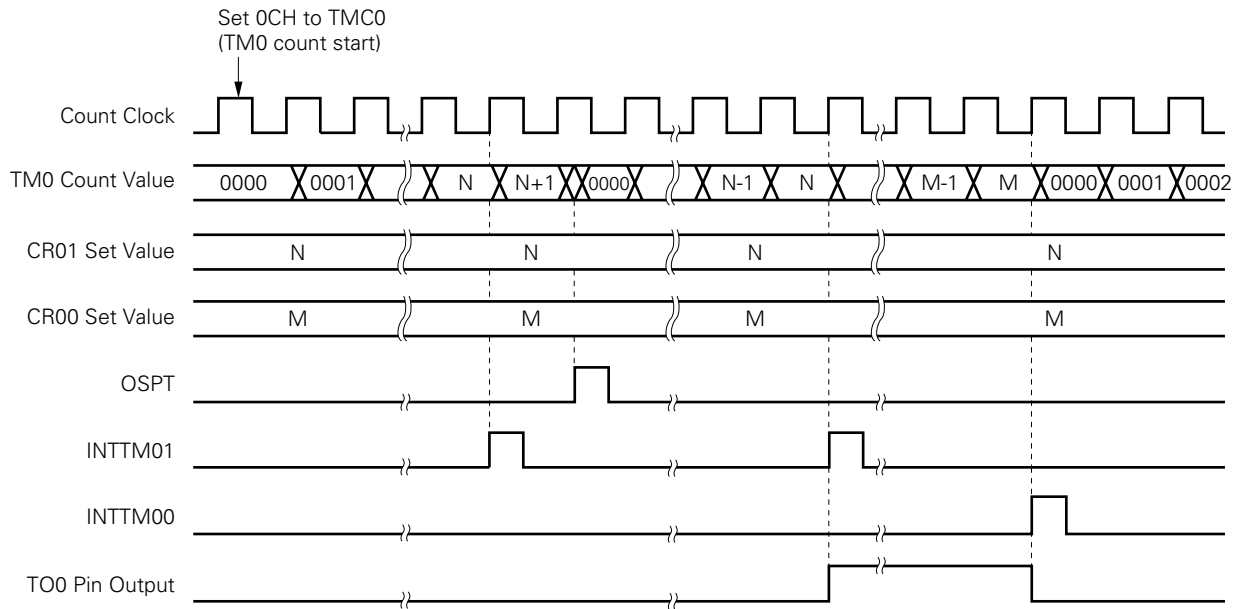 Set 0CH to TMC0
(TM0 count start)
Count Clock
TM0 Count Value 0000 0001 N N+1 0000 N-1 N M-1 M 0000 0001 0002
CR01 Set Value N N N N
CR00 Set Value M M M M
OSPT
INTTM01
INTTM00
TO0 Pin Output